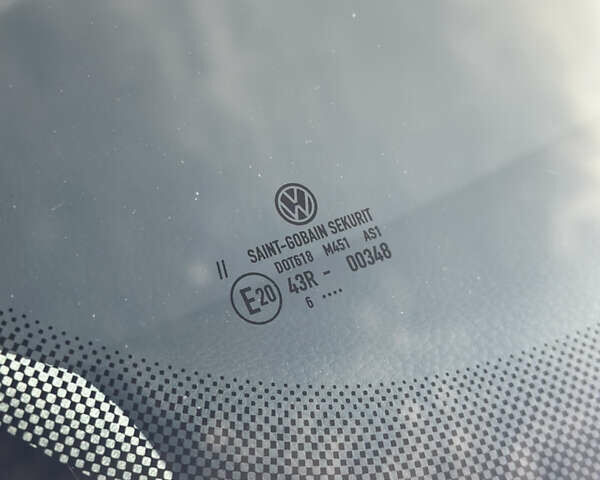 SAINT-GOBAIN SEKURIT
DOT618 M451 AS1
II E20 43R - 00348
6 ....